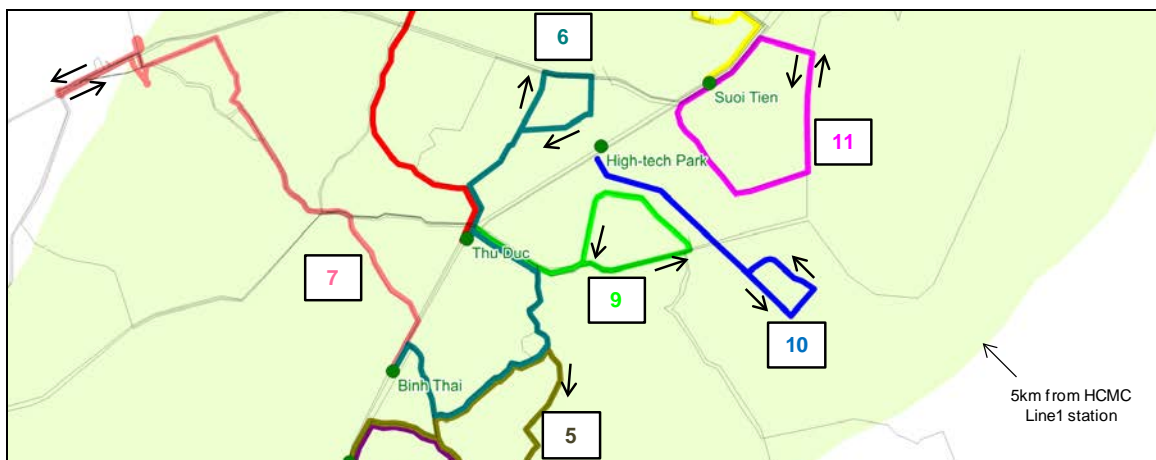 6
Suoi Tien
11
High-tech Park
Thu Duc
7
9
10
Binh Thai
5
5km from HCMC
Line1 station